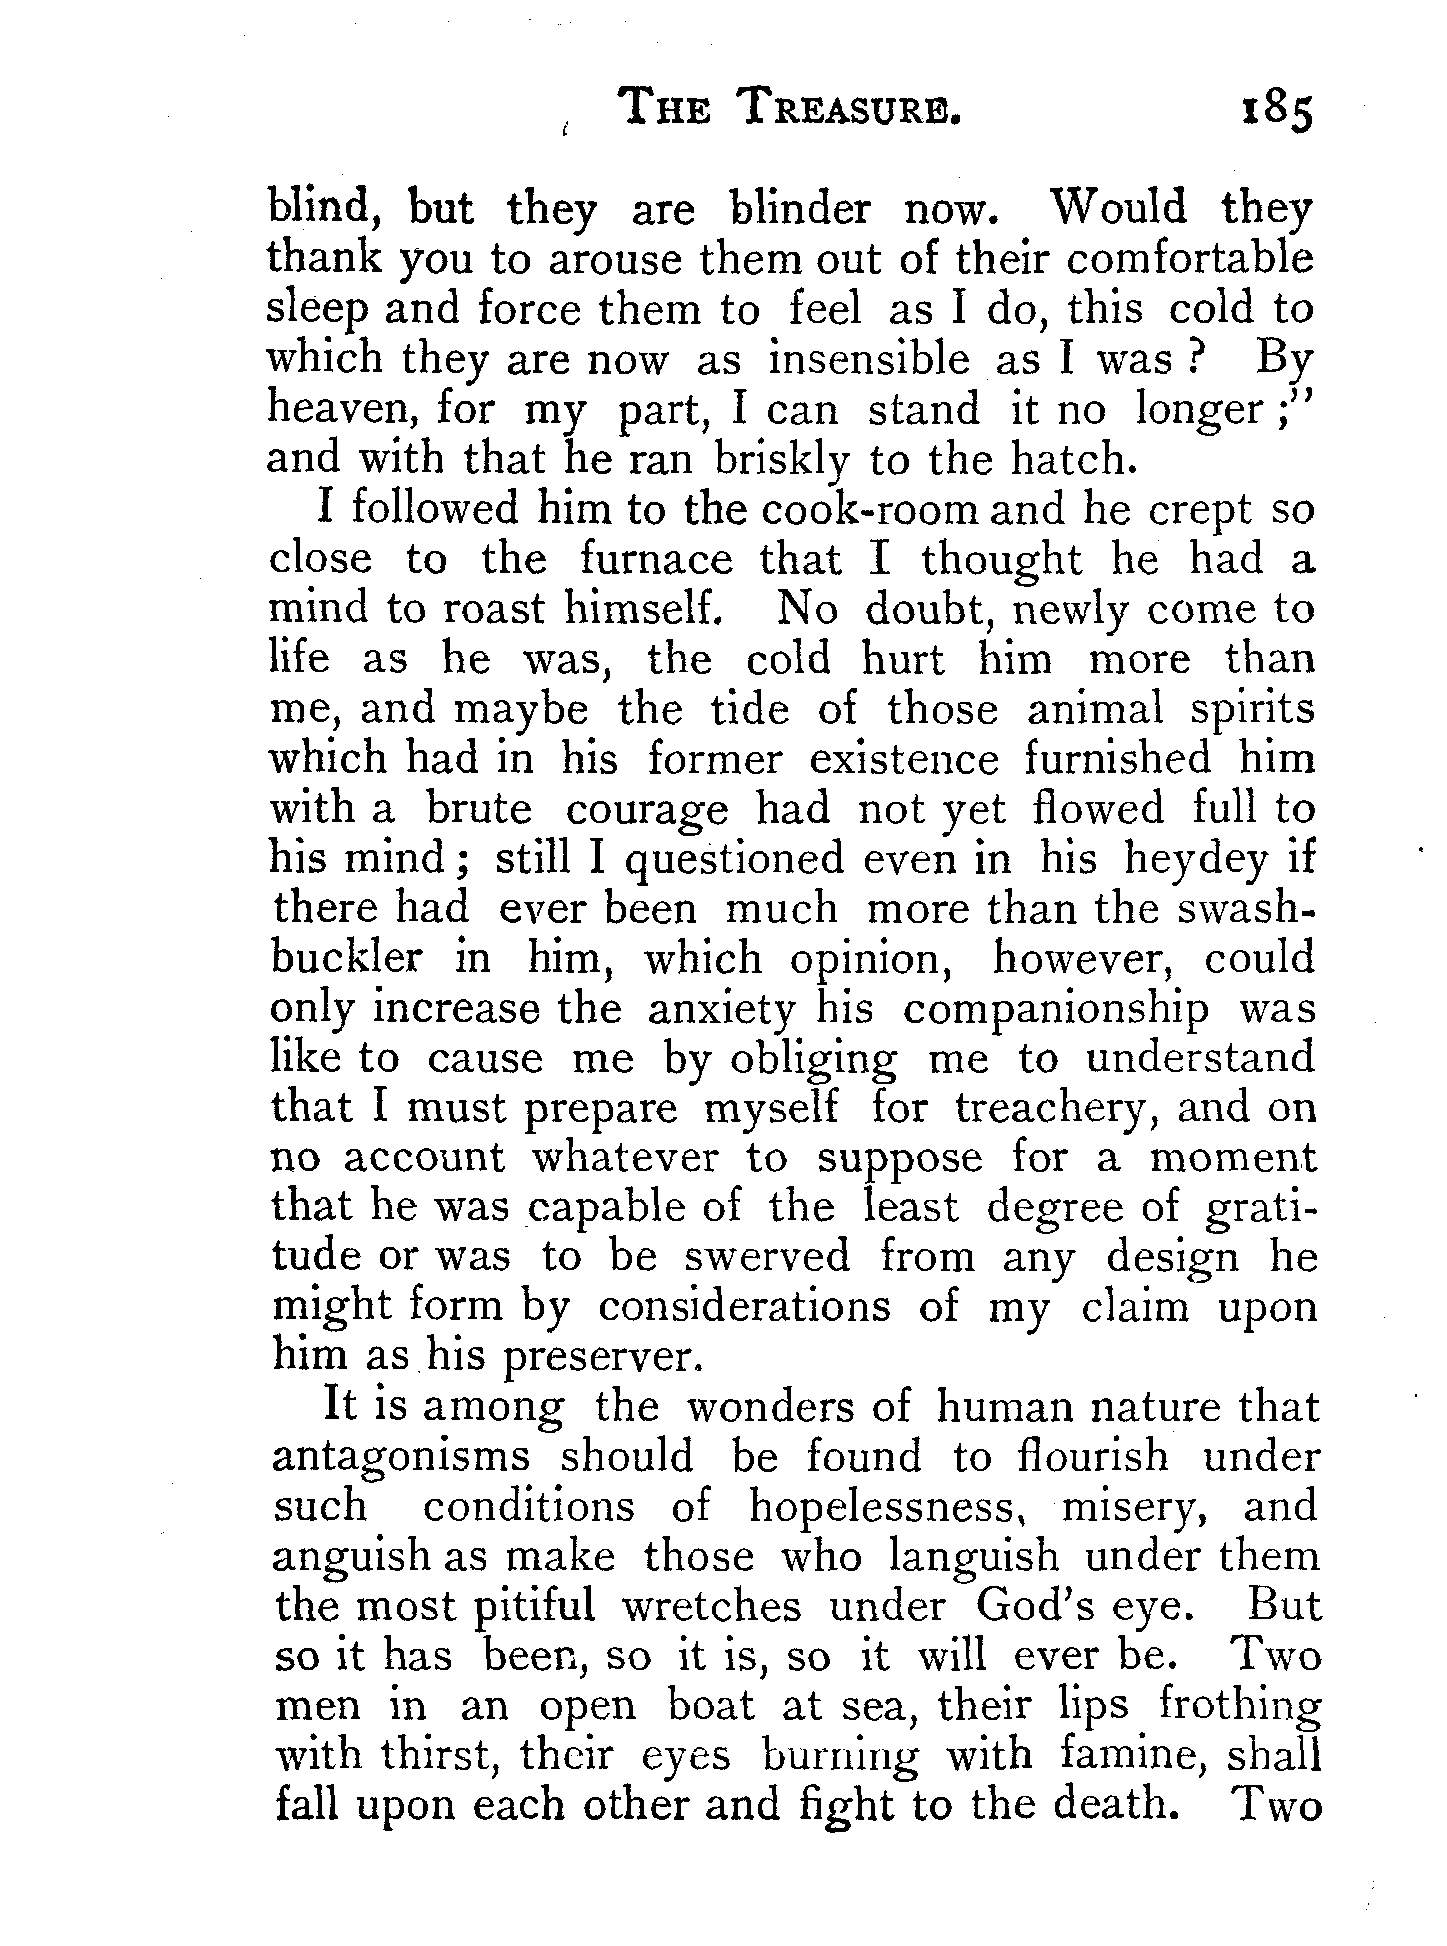 THE TREASURE. 185
blind, but they are blinder now. Would they
thank you to arouse them out of their comfortable
sleep and force them to feel as I do, this cold to
which they are now as insensible as I was ? By
heaven, for my part, I can stand it no longer ;"
and with that he ran briskly to the hatch.
I followed him to the cook-room and he crept so
close to the furnace that I thought he had a
mind to roast himself. No doubt, newly come to
life as he was, the cold hurt him more than
me, and maybe the tide of those animal spirits
which had in his former existence furnished him
with a brute courage had not yet flowed full to
his mind ; still I questioned even in his heydey if
there had ever been much more than the swash-
buckler in him, which opinion, however, could
only increase the anxiety his companionship was
like to cause me by obliging me to understand
that I must prepare myself for treachery, and on
no account whatever to suppose for a moment
that he was capable of the least degree of grati-
tude or was to be swerved from any design he
might form by considerations of my claim upon
him as his preserver.
It is among the wonders of human nature that
antagonisms should be found to flourish under
such conditions of hopelessness, misery, and
anguish as make those who languish under them
the most pitiful wretches under God's eye. But
so it has been, so it is, so it will ever be. Two
men in an open boat at sea, their lips frothing
with thirst, their eyes burning with famine, shall
fall upon each other and fight to the death. Two